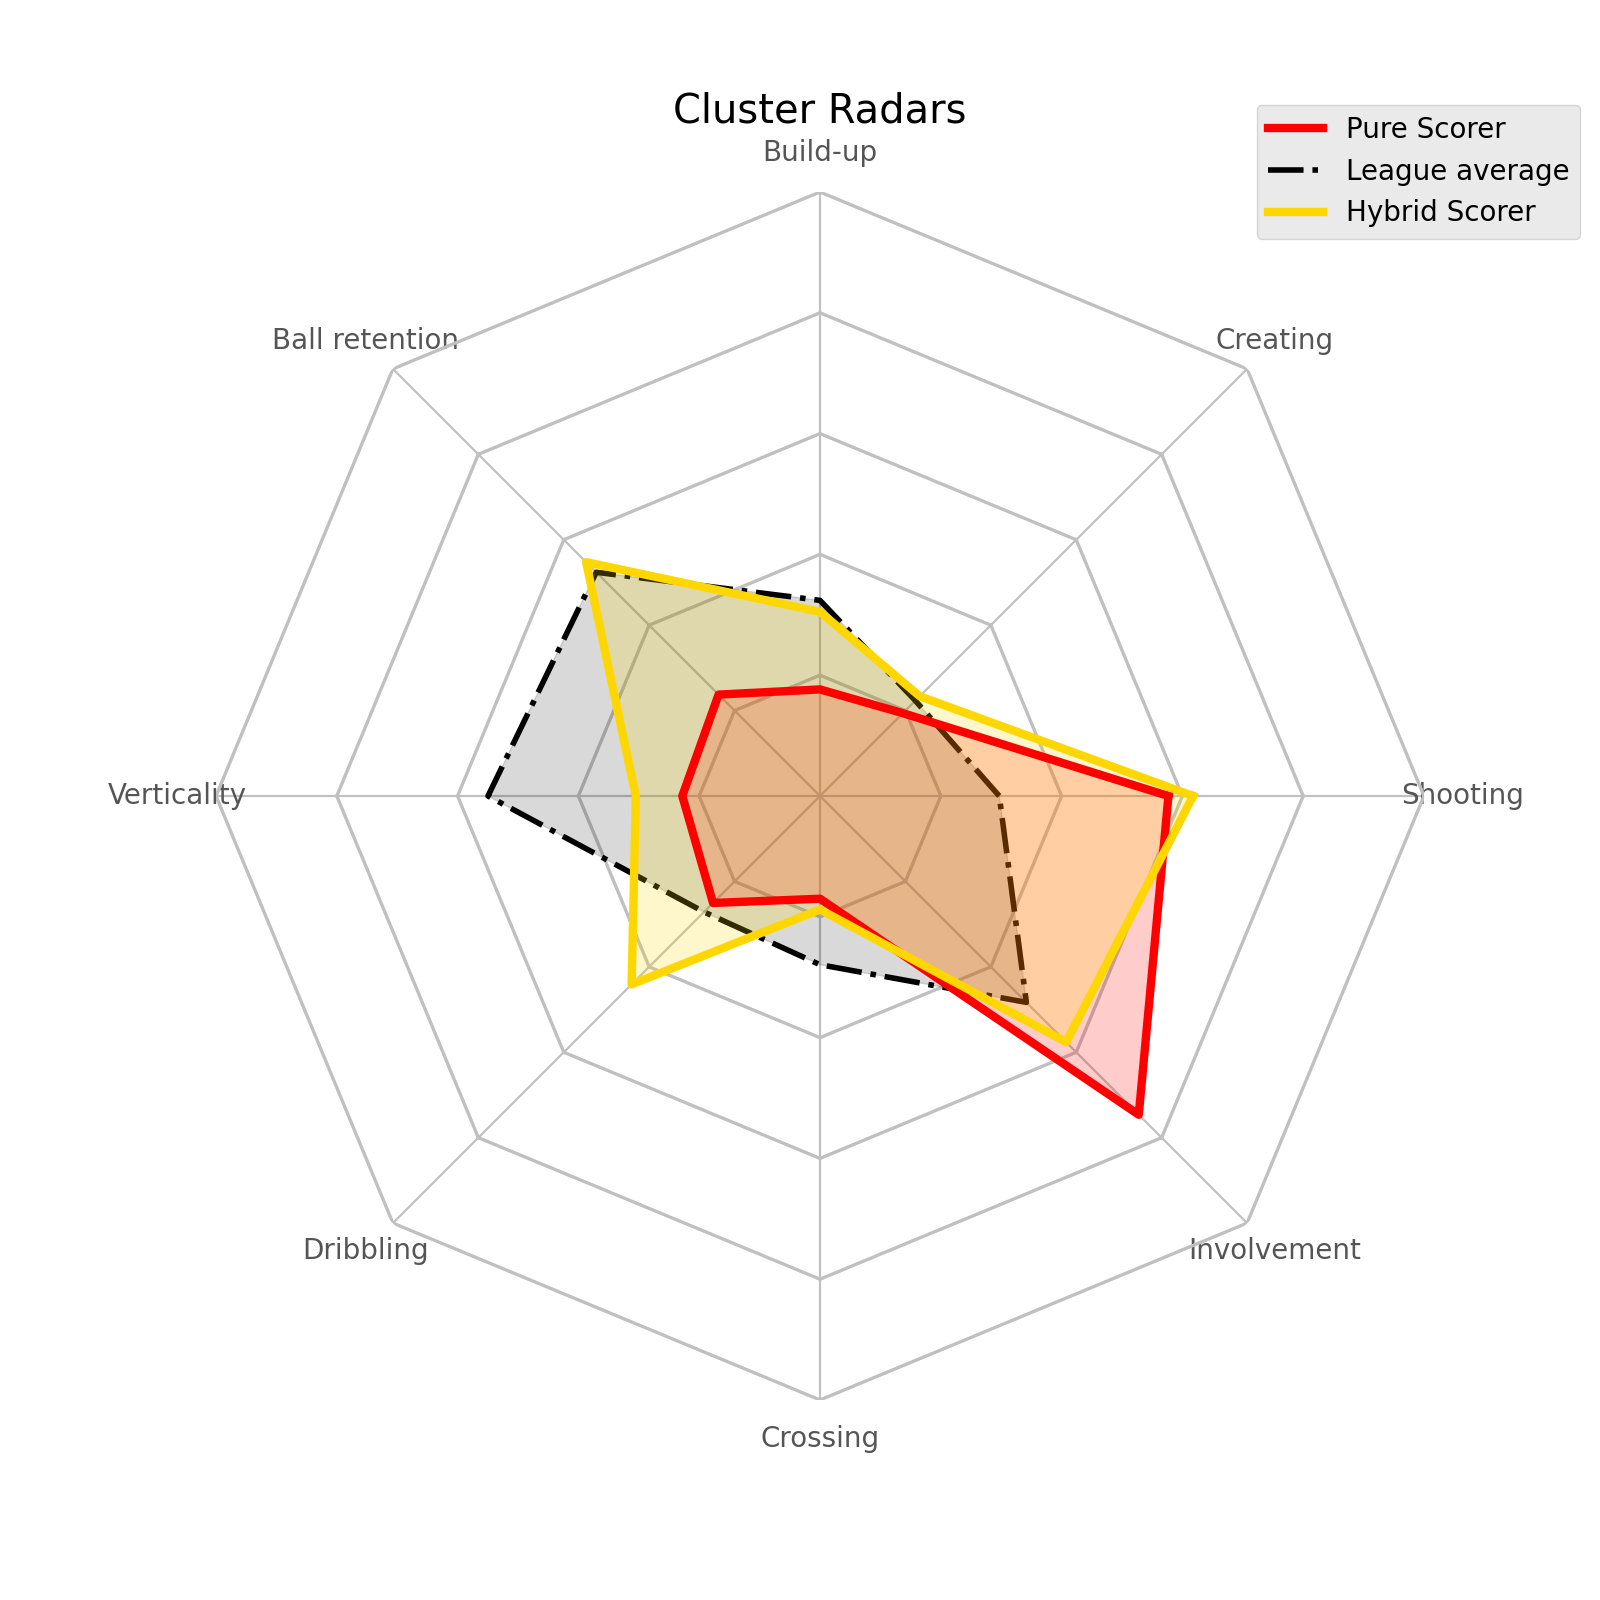 Cluster Radars
Build-up
Pure Scorer
League average
Hybrid Scorer
Ball retention
Creating
Verticality
Shooting
Dribbling
Involvement
Crossing